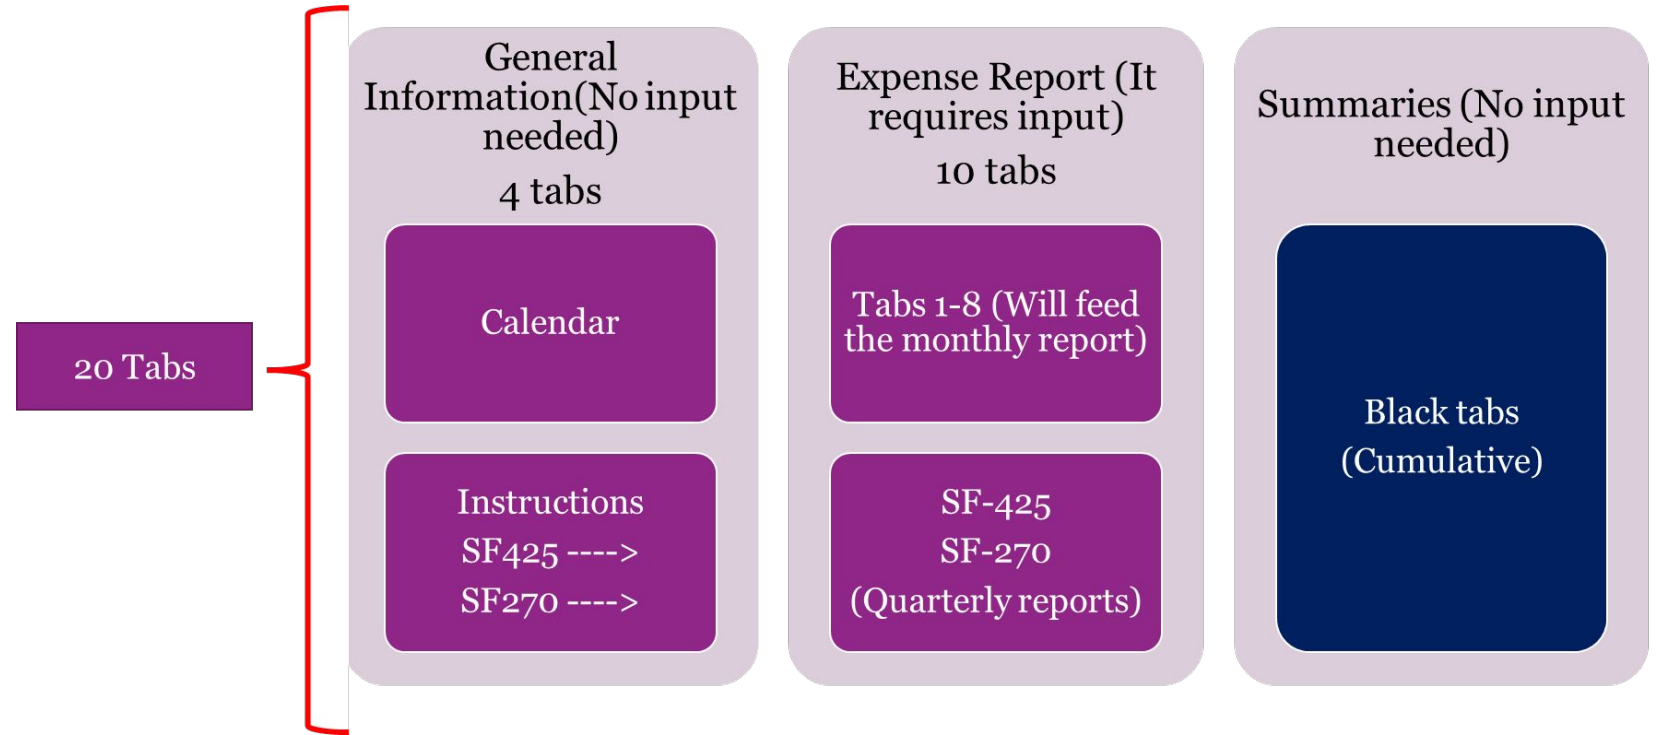 20 Tabs
General
Information(No input
needed)
4 tabs
Calendar
Instructions
SF425 ---->
SF270 ---->
Expense Report (It
requires input)
10 tabs
Tabs 1-8 (Will feed
the monthly report)
SF-425
SF-270
(Quarterly reports)
Summaries (No input
needed)
Black tabs
(Cumulative)